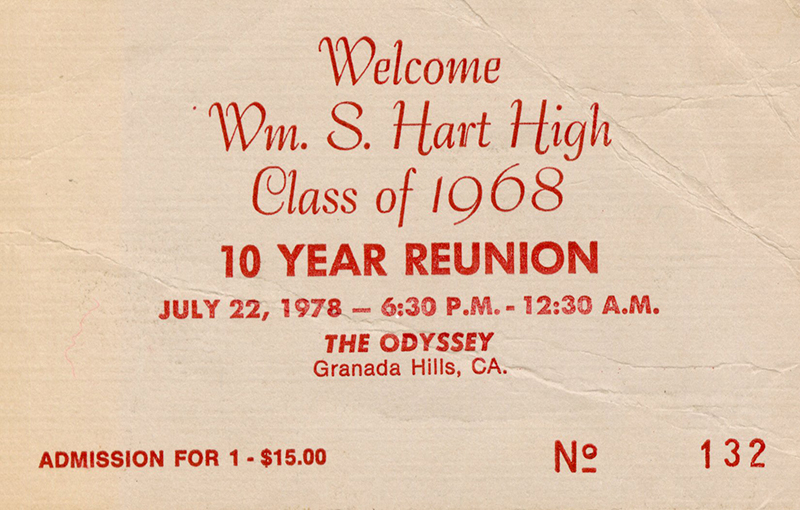 Welcome
Wm. S. Hart High
Class of 1968
10 YEAR REUNION
JULY 22, 1978 — 6:30 P.M. - 12:30 A.M.
THE ODYSSEY
Granada Hills, CA.
ADMISSION FOR 1 - $15.00 № 132